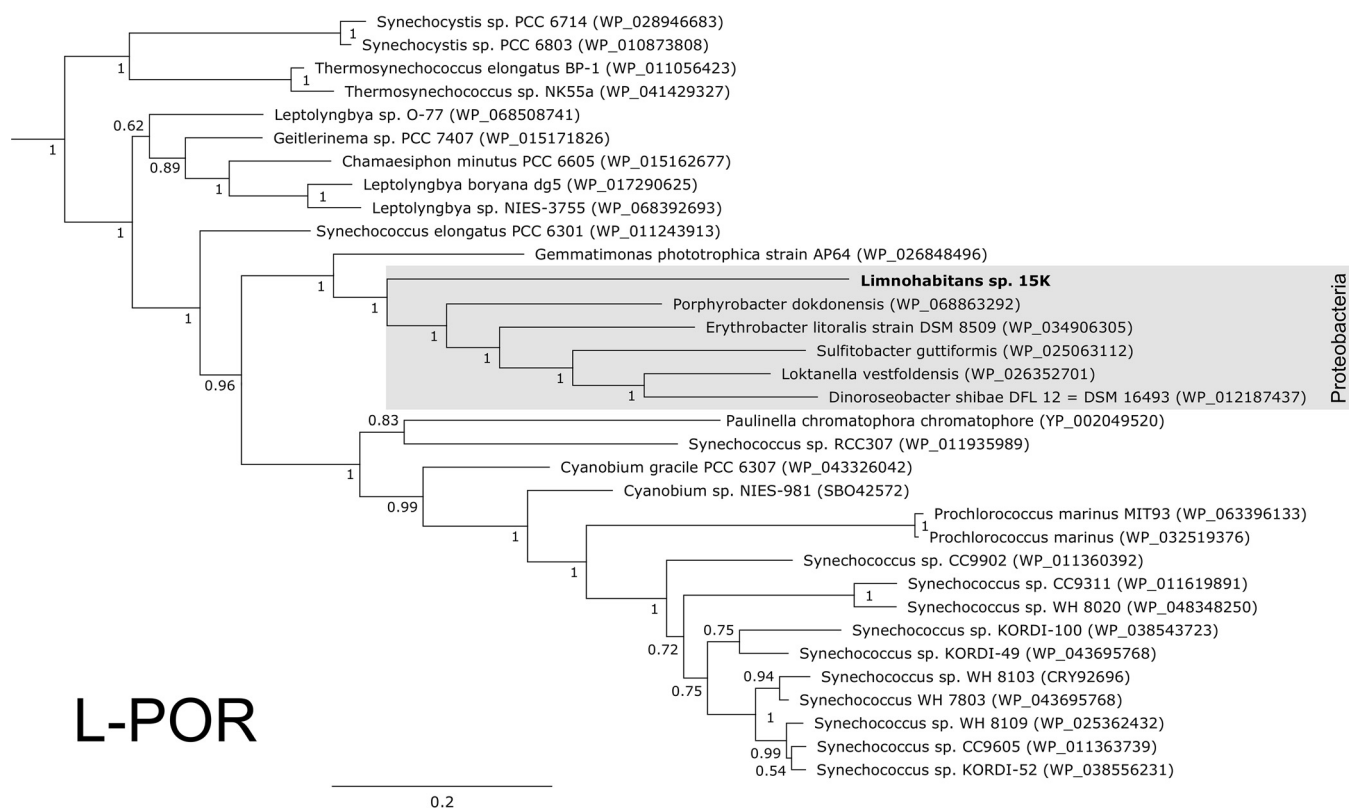 Synechocystis sp. PCC 6714 (WP_028946683)
1
Synechocystis sp. PCC 6803 (WP_010873808)
1
Thermosynechococcus elongatus BP-1 (WP_011056423)
1
Thermosynechococcus sp. NK55a (WP_041429327)
1
Leptolyngbya sp. O-77 (WP_068508741)
0.62
Geitlerinema sp. PCC 7407 (WP_015171826)
0.89
Chamaesiphon minutus PCC 6605 (WP_015162677)
1
Leptolyngbya boryana dg5 (WP_017290625)
1
Leptolyngbya sp. NIES-3755 (WP_068392693)
1
Synechococcus elongatus PCC 6301 (WP_011243913)
Gemmatimonas phototrophica strain AP64 (WP_026848496)
Limnohabitans sp. 15K
1
Porphyrobacter dokdonensis (WP_068863292)
1
1
Erythrobacter litoralis strain DSM 8509 (WP_034906305)
1
Sulfitobacter guttiformis (WP_025063112)
1
Loktanella vestfoldensis (WP_026352701)
0.96
1
Dinoroseobacter shibae DFL 12 = DSM 16493 (WP_012187437)
Proteobacteria
0.83
Paulinella chromatophora chromatophore (YP_002049520)
Synechococcus sp. RCC307 (WP_011935989)
1
Cyanobium gracile PCC 6307 (WP_043326042)
Cyanobium sp. NIES-981 (SBO42572)
0.99
Prochlorococcus marinus MIT93 (WP_063396133)
1
1
Prochlorococcus marinus (WP_032519376)
Synechococcus sp. CC9902 (WP_011360392)
1
Synechococcus sp. CC9311 (WP_011619891)
1
1
Synechococcus sp. WH 8020 (WP_048348250)
0.75
Synechococcus sp. KORDI-100 (WP_038543723)
0.72
Synechococcus sp. KORDI-49 (WP_043695768)
0.94
Synechococcus sp. WH 8103 (CRY92696)
0.75
Synechococcus WH 7803 (WP_043695768)
1
Synechococcus sp. WH 8109 (WP_025362432)
0.99
Synechococcus sp. CC9605 (WP_011363739)
0.54
Synechococcus sp. KORDI-52 (WP_038556231)
L-POR
0.2